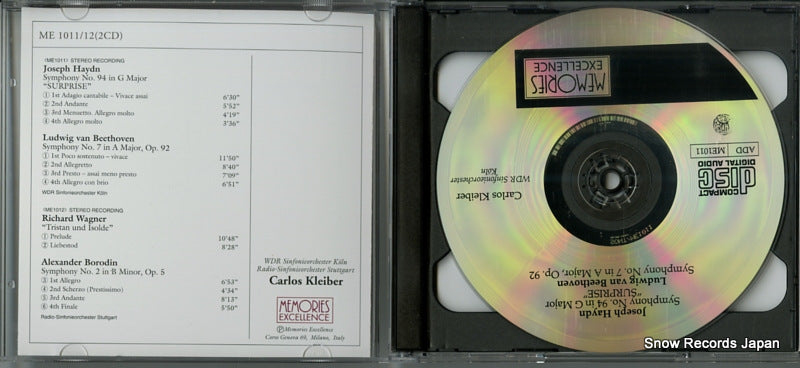 ME 1011/12(2CD)
(ME1011) STEREO RECORDING
Joseph Haydn
Symphony No. 94 in G Major
"SURPRISE"
① 1st Adagio cantabile – Vivace assai 6'30"
② 2nd Andante 5'52"
③ 3rd Menuetto. Allegro molto 4'19"
④ 4th Allegro molto 3'36"
Ludwig van Beethoven
Symphony No. 7 in A Major, Op. 92
① 1st Poco sostenuto – vivace 11'50"
② 2nd Allegretto 8'40"
③ 3rd Presto – assai meno presto 7'09"
④ 4th Allegro con brio 6'51"
WDR Sinfonieorchester Köln
(ME1012) STEREO RECORDING
Richard Wagner
"Tristan und Isolde"
① Prelude 10'48"
② Liebestod 8'28"
Alexander Borodin
Symphony No. 2 in B Minor, Op. 5
③ 1st Allegro 6'53"
④ 2nd Scherzo (Prestissimo) 4'34"
⑤ 3rd Andante 8'13"
⑥ 4th Finale 5'50"
Radio-Sinfonieorchester Stuttgart
WDR Sinfonieorchester Köln
Radio-Sinfonieorchester Stuttgart
Carlos Kleiber
MEMORIES
EXCELLENCE
Ⓟ Memories Excellence
Corso Genova 69, Milano, Italy
MEMORIES
EXCELLENCE
COMPACT
disc
DIGITAL AUDIO
ADD ME1011
Carlos Kleiber
WDR Sinfonieorchester
Köln
Joseph Haydn
Symphony No. 94 in G Major
"SURPRISE"
Ludwig van Beethoven
Symphony No. 7 in A Major, Op. 92
Snow Records Japan